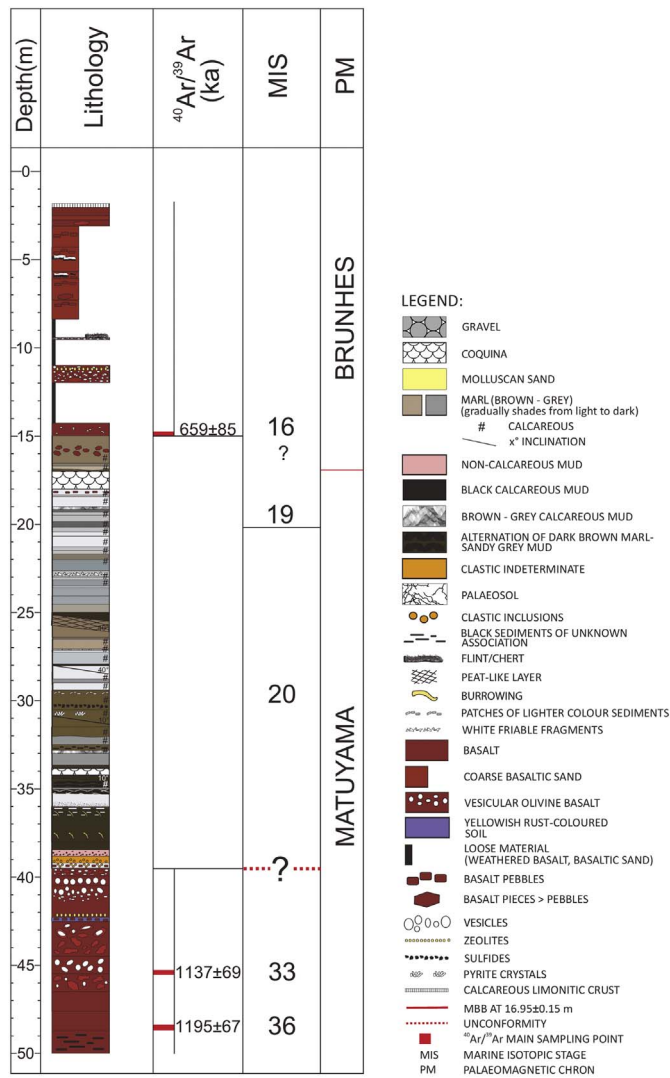 Depth(m)
Lithology
40Ar/39Ar
(ka)
MIS
PM
0
5
10
15
20
25
30
35
40
45
50
659±85
1137±69
1195±67
16
?
19
20
?
33
36
BRUNHES
MATUYAMA
#
40°
10°
LEGEND:
GRAVEL
COQUINA
MOLLUSCAN SAND
MARL (BROWN - GREY)
(gradually shades from light to dark)
# CALCAREOUS
x° INCLINATION
NON-CALCAREOUS MUD
BLACK CALCAREOUS MUD
BROWN - GREY CALCAREOUS MUD
ALTERNATION OF DARK BROWN MARL-
SANDY GREY MUD
CLASTIC INDETERMINATE
PALAEOSOL
CLASTIC INCLUSIONS
BLACK SEDIMENTS OF UNKNOWN
ASSOCIATION
FLINT/CHERT
PEAT-LIKE LAYER
BURROWING
PATCHES OF LIGHTER COLOUR SEDIMENTS
WHITE FRIABLE FRAGMENTS
BASALT
COARSE BASALTIC SAND
VESICULAR OLIVINE BASALT
YELLOWISH RUST-COLOURED
SOIL
LOOSE MATERIAL
(WEATHERED BASALT, BASALTIC SAND)
BASALT PEBBLES
BASALT PIECES > PEBBLES
VESICLES
ZEOLITES
SULFIDES
PYRITE CRYSTALS
CALCAREOUS LIMONITIC CRUST
MBB AT 16.95±0.15 m
UNCONFORMITY
40Ar/39Ar MAIN SAMPLING POINT
MIS MARINE ISOTOPIC STAGE
PM PALAEOMAGNETIC CHRON